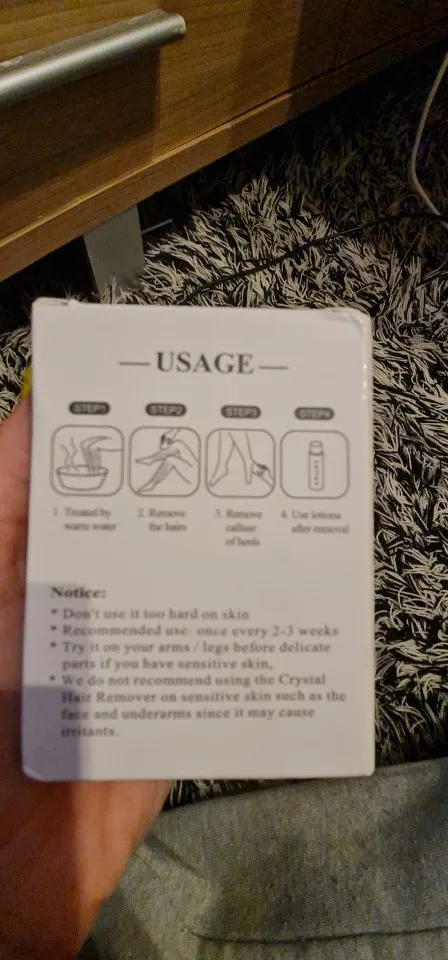 — USAGE —
STEP1 STEP2 STEP3 STEP4
1. Treated by
warm water
2. Remove
the hairs
3. Remove
calluse
of heels
4. Use lotions
after removal
Notice:
* Don't use it too hard on skin
* Recommended use: once every 2-3 weeks
* Try it on your arms / legs before delicate
parts if you have sensitive skin,
* We do not recommend using the Crystal
Hair Remover on sensitive skin such as the
face and underarms since it may cause
irritants.